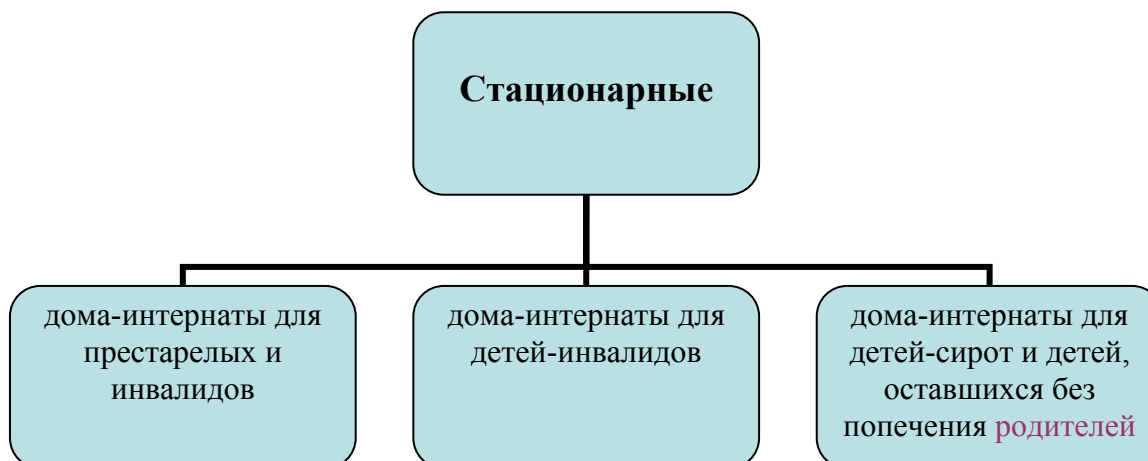 Стационарные
дома-интернаты для
престарелых и
инвалидов
дома-интернаты для
детей-инвалидов
дома-интернаты для
детей-сирот и детей,
оставшихся без
попечения родителей